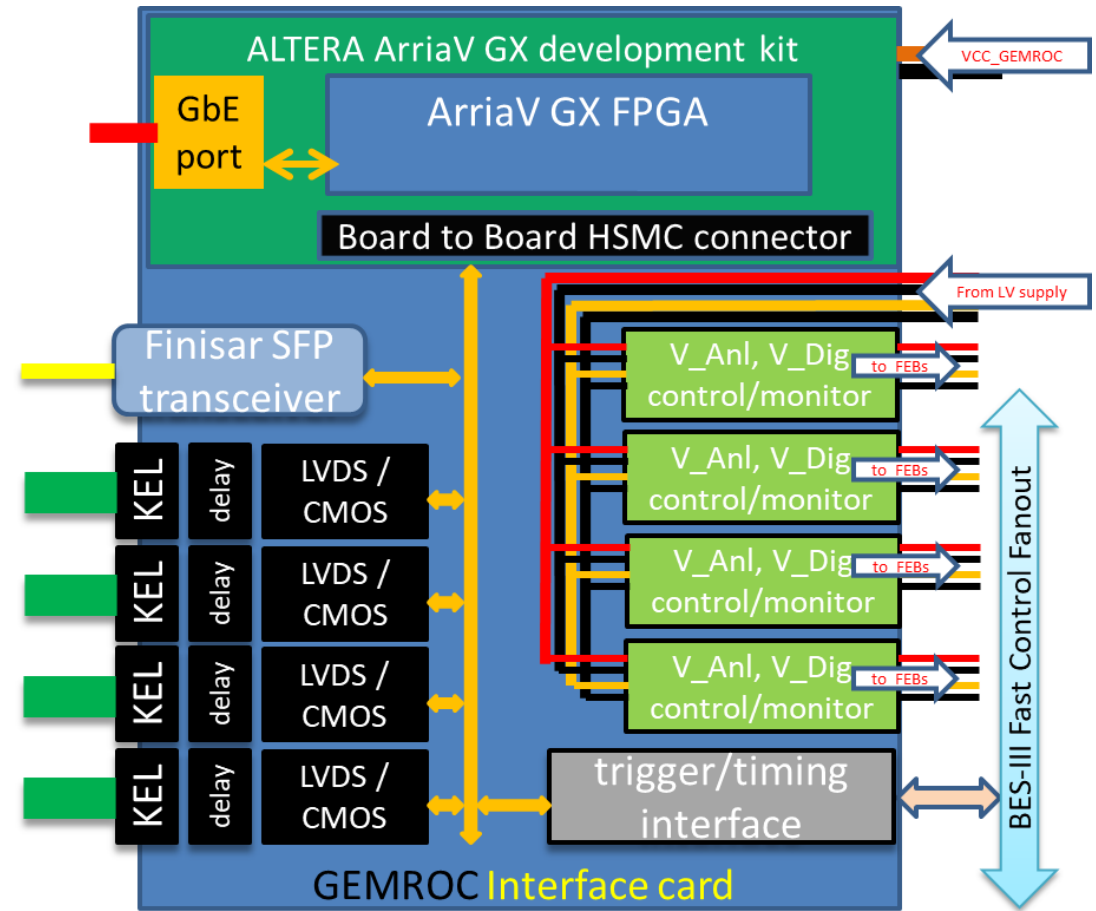 ALTERA ArriaV GX development kit
VCC_GEMROC
GbE
port
ArriaV GX FPGA
Board to Board HSMC connector
From LV supply
Finisar SFP
transceiver
V_Anl, V_Dig
control/monitor
to FEBs
V_Anl, V_Dig
control/monitor
to FEBs
V_Anl, V_Dig
control/monitor
to FEBs
V_Anl, V_Dig
control/monitor
to FEBs
KEL
delay
LVDS /
CMOS
KEL
delay
LVDS /
CMOS
KEL
delay
LVDS /
CMOS
KEL
delay
LVDS /
CMOS
trigger/timing
interface
BES-III Fast Control Fanout
GEMROC Interface card